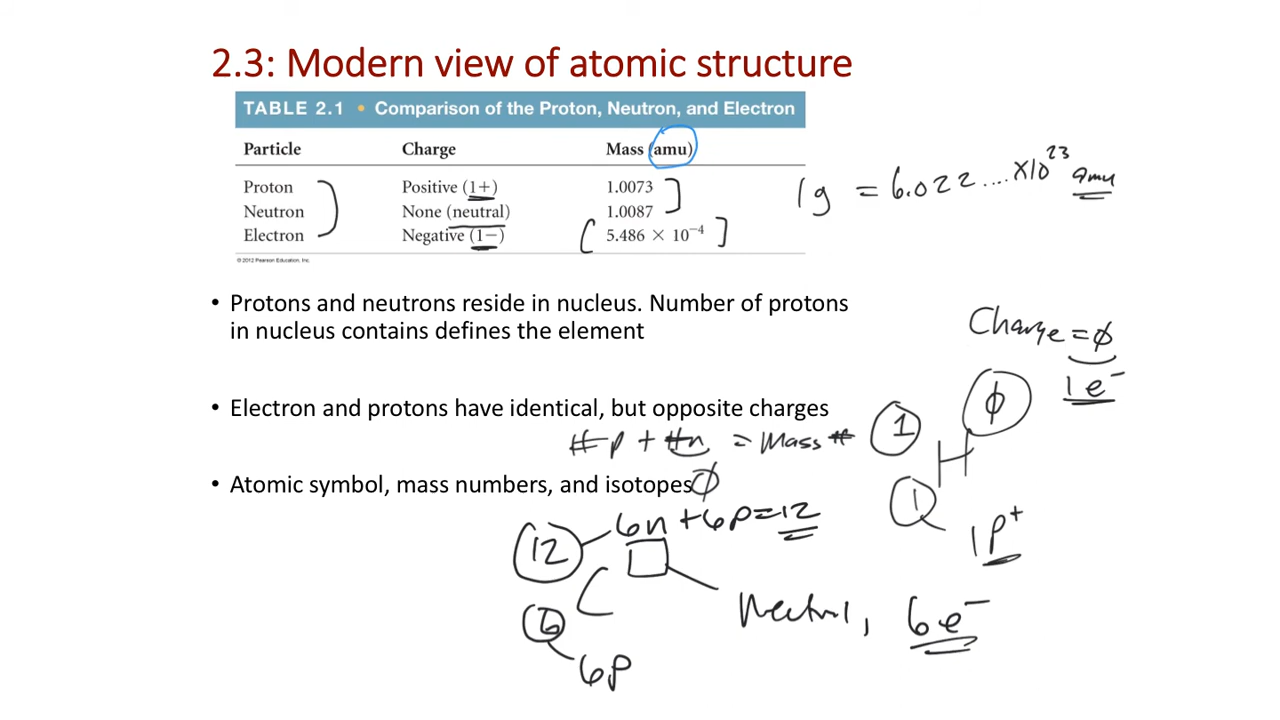 2.3: Modern view of atomic structure
TABLE 2.1 • Comparison of the Proton, Neutron, and Electron
Particle Charge Mass (amu)
Proton Positive (1+) 1.0073
Neutron None (neutral) 1.0087
Electron Negative (1−) 5.486 × 10⁻⁴
© 2012 Pearson Education, Inc.
1g = 6.022.... ×10²³ amu
• Protons and neutrons reside in nucleus. Number of protons
in nucleus contains defines the element
Charge = ∅
1e⁻
• Electron and protons have identical, but opposite charges
#p + #n = Mass #
1 H ∅
1
1p⁺
• Atomic symbol, mass numbers, and isotopes
∅
6n + 6p = 12
12 C
6
6p
Neutral, 6e⁻